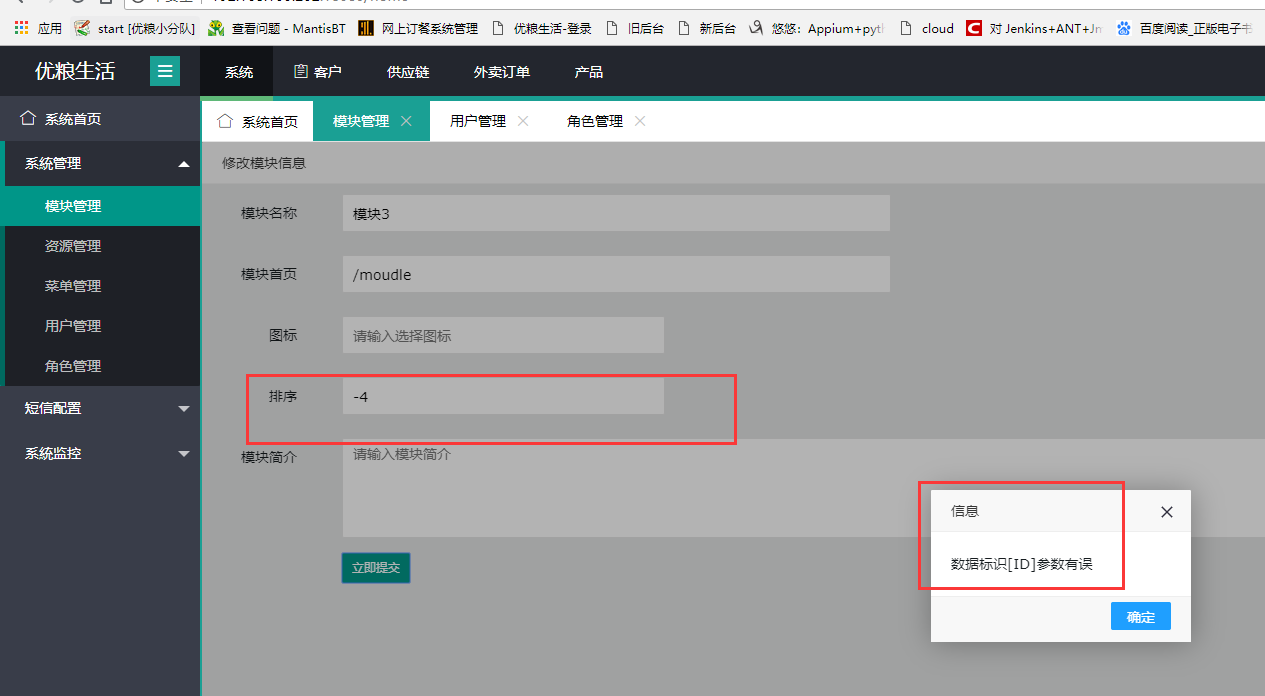 应用 start [优粮小分队] 查看问题 - MantisBT 网上订餐系统管理 优粮生活-登录 旧后台 新后台 悠悠：Appium+pyt cloud 对 Jenkins+ANT+Jm 百度阅读_正版电子书
优粮生活 系统 客户 供应链 外卖订单 产品
系统首页
系统管理
模块管理
资源管理
菜单管理
用户管理
角色管理
短信配置
系统监控
系统首页 模块管理 用户管理 角色管理
修改模块信息
模块名称 模块3
模块首页 /moudle
图标 请输入选择图标
排序 -4
模块简介 请输入模块简介
立即提交
信息
数据标识[ID]参数有误
确定